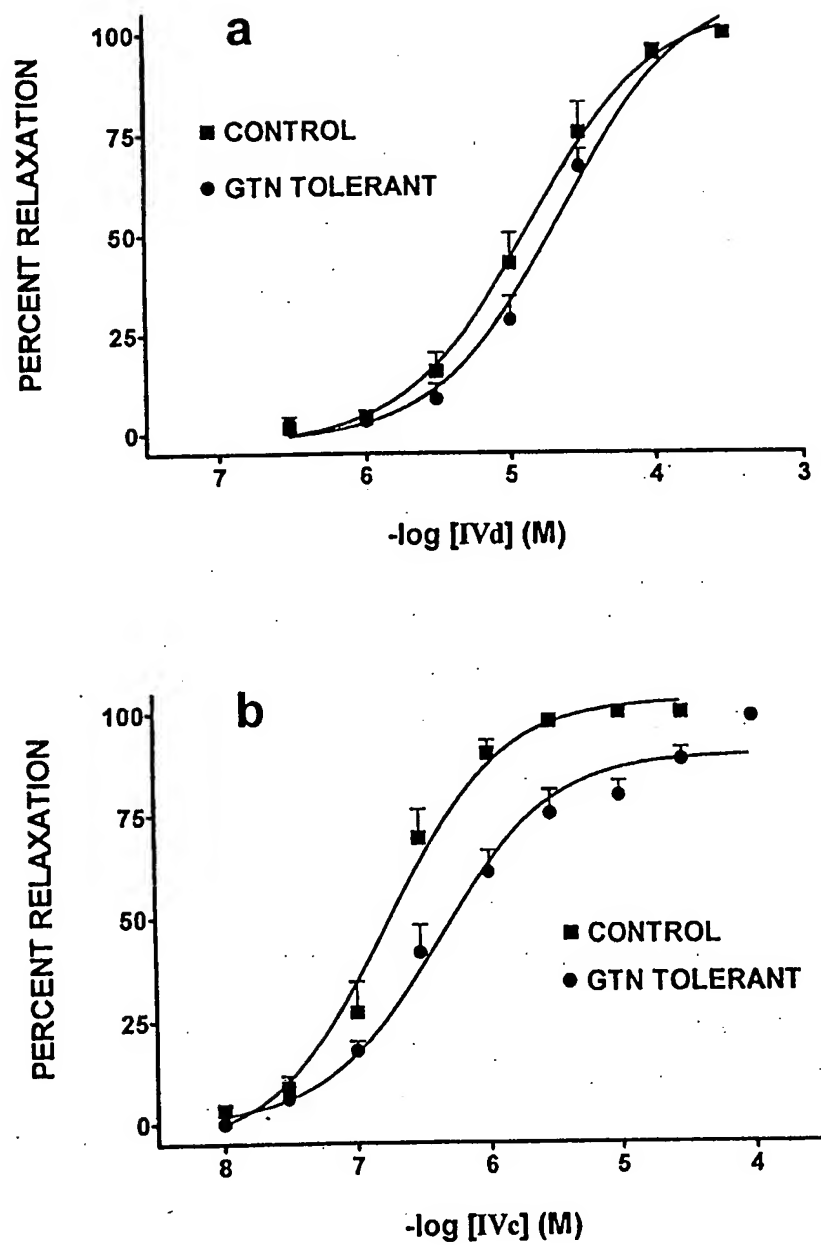 a
100
75
50
25
0
PERCENT RELAXATION
CONTROL
GTN TOLERANT
7 6 5 4 3
-log [IVd] (M)
b
100
75
50
25
0
PERCENT RELAXATION
CONTROL
GTN TOLERANT
8 7 6 5 4
-log [IVc] (M)